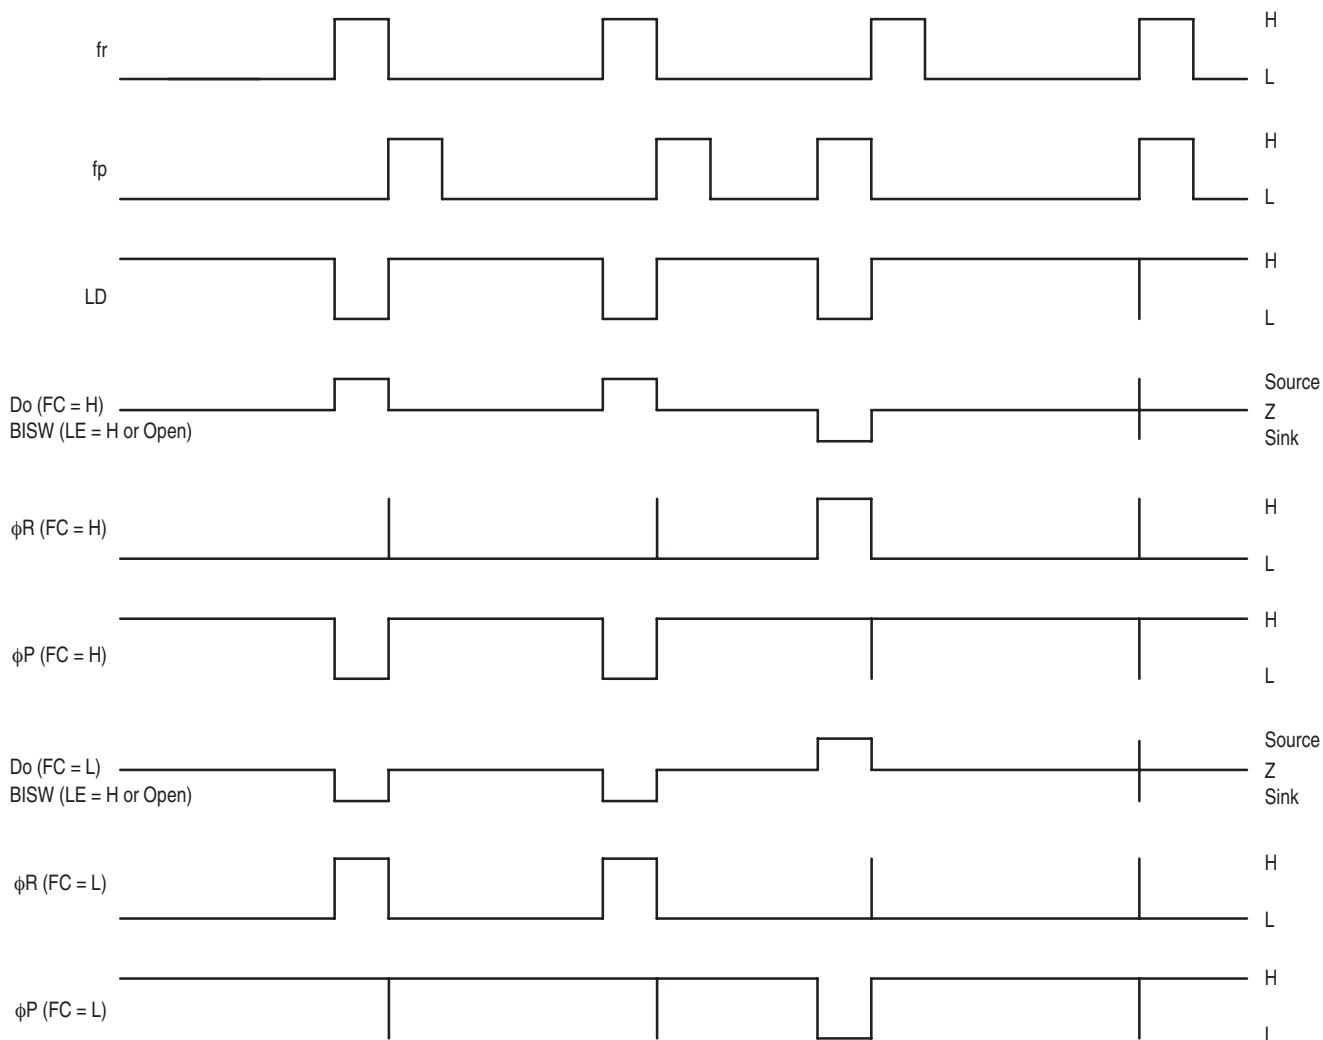 fr
H
L
fp
H
L
LD
H
L
Do (FC = H)
BISW (LE = H or Open)
Source
Z
Sink
ϕR (FC = H)
H
L
ϕP (FC = H)
H
L
Do (FC = L)
BISW (LE = H or Open)
Source
Z
Sink
ϕR (FC = L)
H
L
ϕP (FC = L)
H